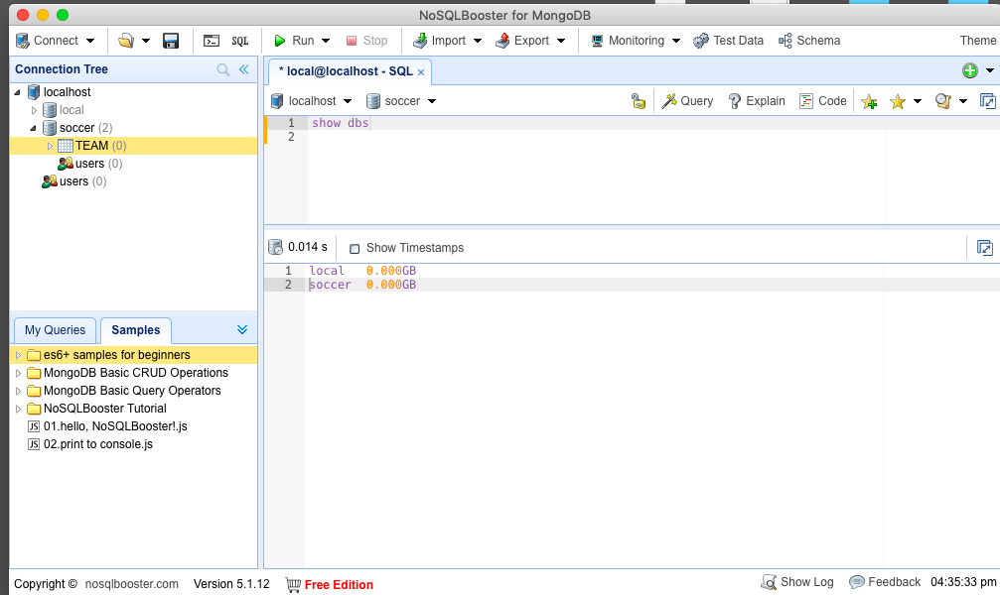 NoSQLBooster for MongoDB
Connect SQL Run Stop Import Export Monitoring Test Data Schema Theme
Connection Tree
localhost
local
soccer (2)
TEAM (0)
users (0)
users (0)
* local@localhost - SQL ×
localhost soccer Query Explain Code
1 show dbs
2
0.014 s Show Timestamps
1 local 0.000GB
2 soccer 0.000GB
My Queries Samples
es6+ samples for beginners
MongoDB Basic CRUD Operations
MongoDB Basic Query Operators
NoSQLBooster Tutorial
JS 01.hello, NoSQLBooster!.js
JS 02.print to console.js
Copyright © nosqlbooster.com Version 5.1.12 Free Edition Show Log Feedback 04:35:33 pm